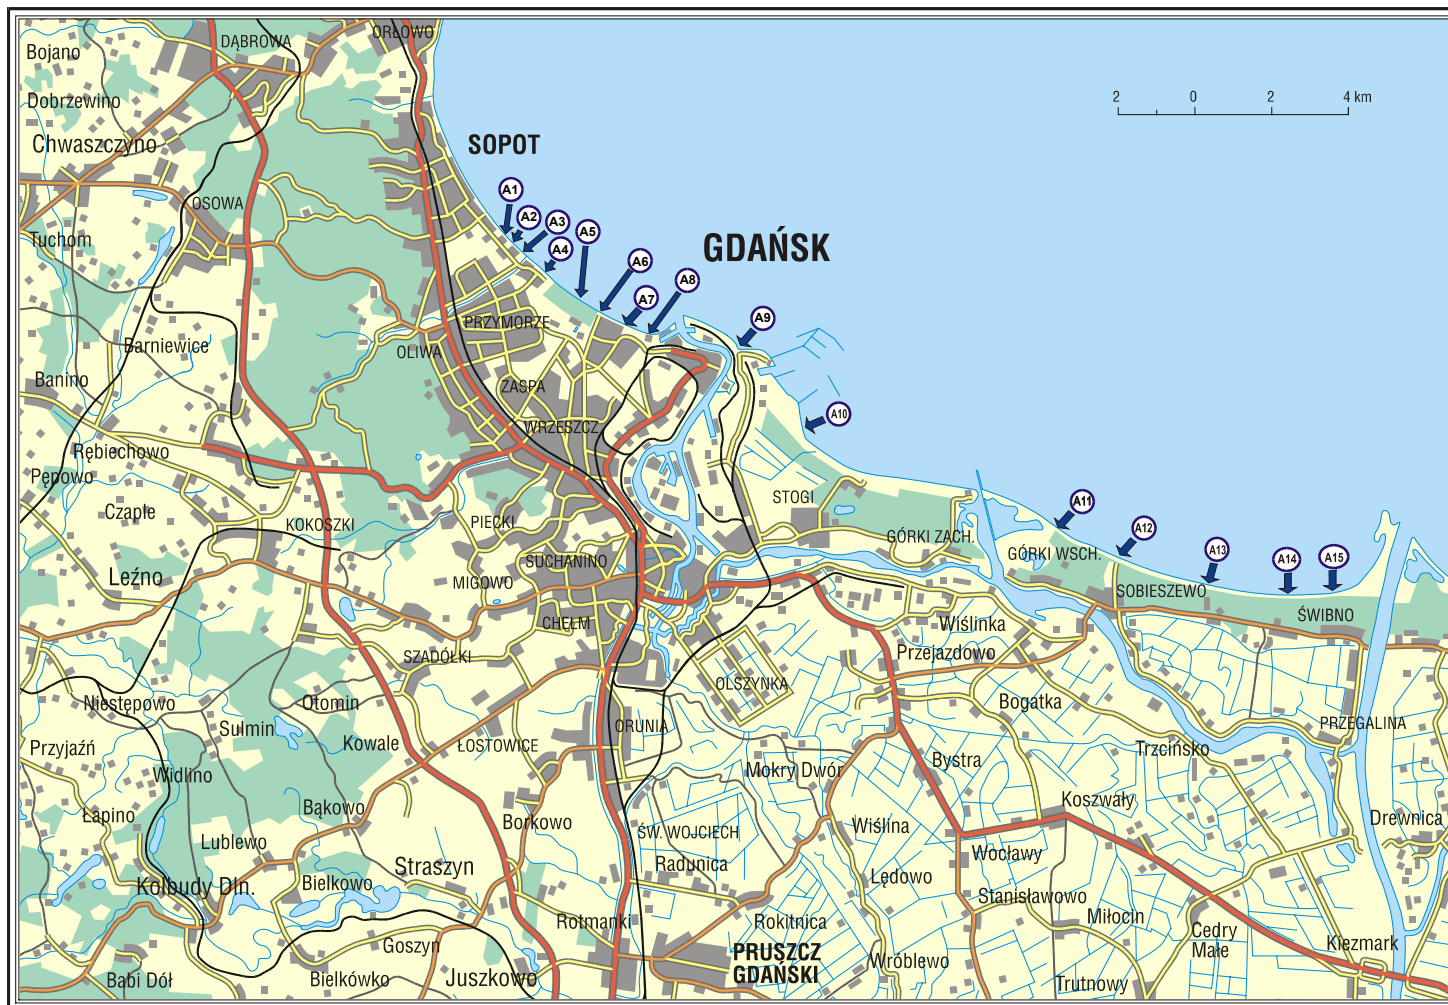 ORŁOWO
DĄBROWA
Bojano
Dobrzewino
2 0 2 4 km
Chwaszczyno
SOPOT
A1
OSOWA
A2
A3
A5
Tuchom
A4
GDAŃSK
A6
A8
A7
A9
PRZYMORZE
Barniewice
OLIWA
Banino
ZASPA
A10
WRZESZCZ
Rębiechowo
Pępowo
STOGI
A11
Czaple
KOKOSZKI
PIECKI
A12
GÓRKI ZACH.
GÓRKI WSCH.
A13
A14
A15
SUCHANINO
Leźno
MIGOWO
SOBIESZEWO
ŚWIBNO
CHEŁM
Wiślinka
SZADÓŁKI
Przejazdowo
OLSZYNKA
Niestępowo
Otomin
Bogatka
Sulmin
ORUNIA
PRZEGALINA
Przyjaźń
Kowale
ŁOSTOWICE
Trzcińsko
Widlino
Mokry Dwór
Bystra
Łapino
Bąkowo
Koszwały
Borkowo
ŚW. WOJCIECH
Wiślina
Drewnica
Lublewo
Straszyn
Radunica
Wocławy
Kolbudy Dln.
Bielkowo
Lędowo
Stanisławowo
Rotmanki
Rokitnica
Miłocin
Cedry
Małe
Goszyn
PRUSZCZ
GDAŃSKI
Kiezmark
Wróblewo
Babi Dół
Bielkówko
Juszkowo
Trutnowy